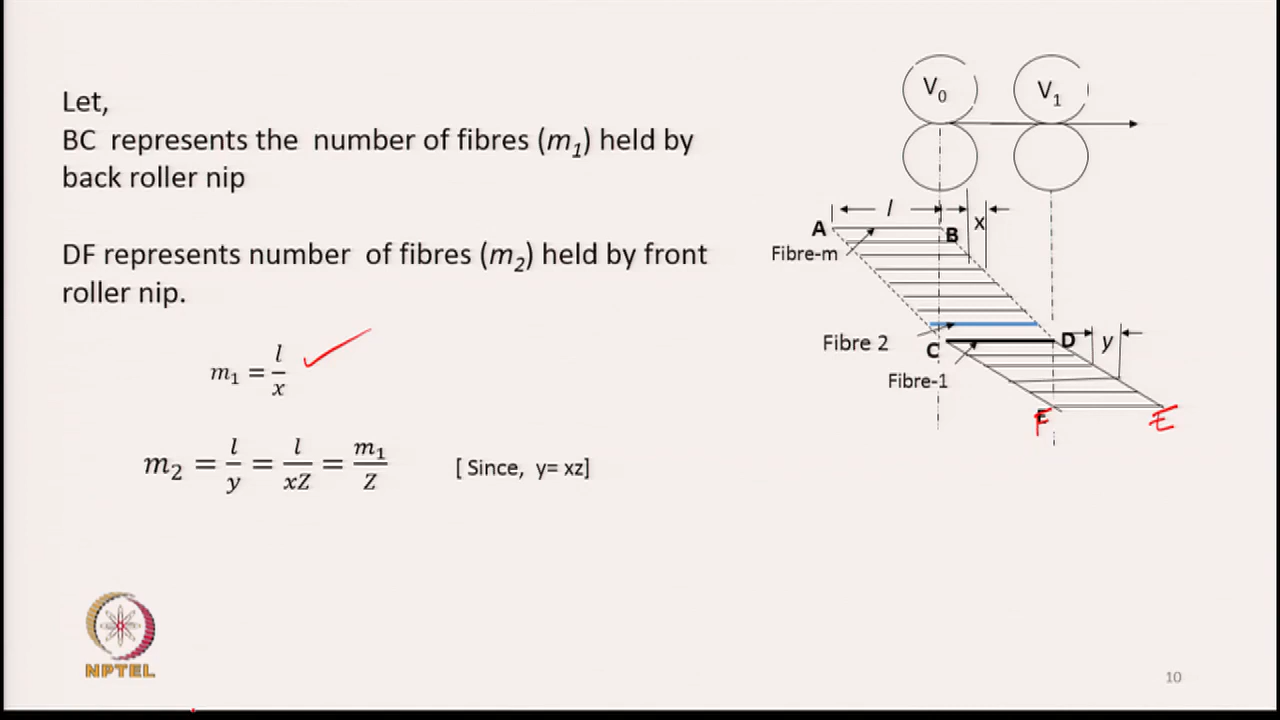 Let,
BC represents the number of fibres (m₁) held by
back roller nip
DF represents number of fibres (m₂) held by front
roller nip.
m₁ = l/x
m₂ = l/y = l/xZ = m₁/Z [ Since, y= xz]
V₀ V₁
l x
A B
Fibre-m
Fibre 2 C D y
Fibre-1
F E
NPTEL
10